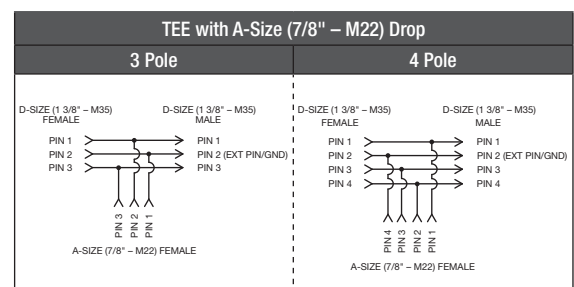 TEE with A-Size (7/8" – M22) Drop
3 Pole
4 Pole
D-SIZE (1 3/8" – M35)
FEMALE
D-SIZE (1 3/8" – M35)
MALE
PIN 1
PIN 1
PIN 2
PIN 2 (EXT PIN/GND)
PIN 3
PIN 3
PIN 3
PIN 2
PIN 1
A-SIZE (7/8" – M22) FEMALE
D-SIZE (1 3/8" – M35)
FEMALE
D-SIZE (1 3/8" – M35)
MALE
PIN 1
PIN 1
PIN 2
PIN 2 (EXT PIN/GND)
PIN 3
PIN 3
PIN 4
PIN 4
PIN 4
PIN 3
PIN 2
PIN 1
A-SIZE (7/8" – M22) FEMALE